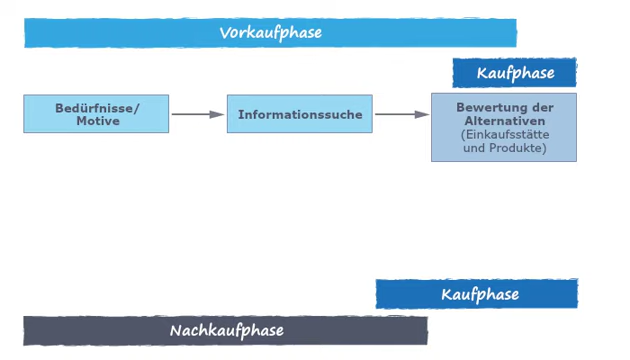 Vorkaufphase
Kaufphase
Bedürfnisse/
Motive
Informationssuche
Bewertung der
Alternativen
(Einkaufsstätte
und Produkte)
Kaufphase
Nachkaufphase